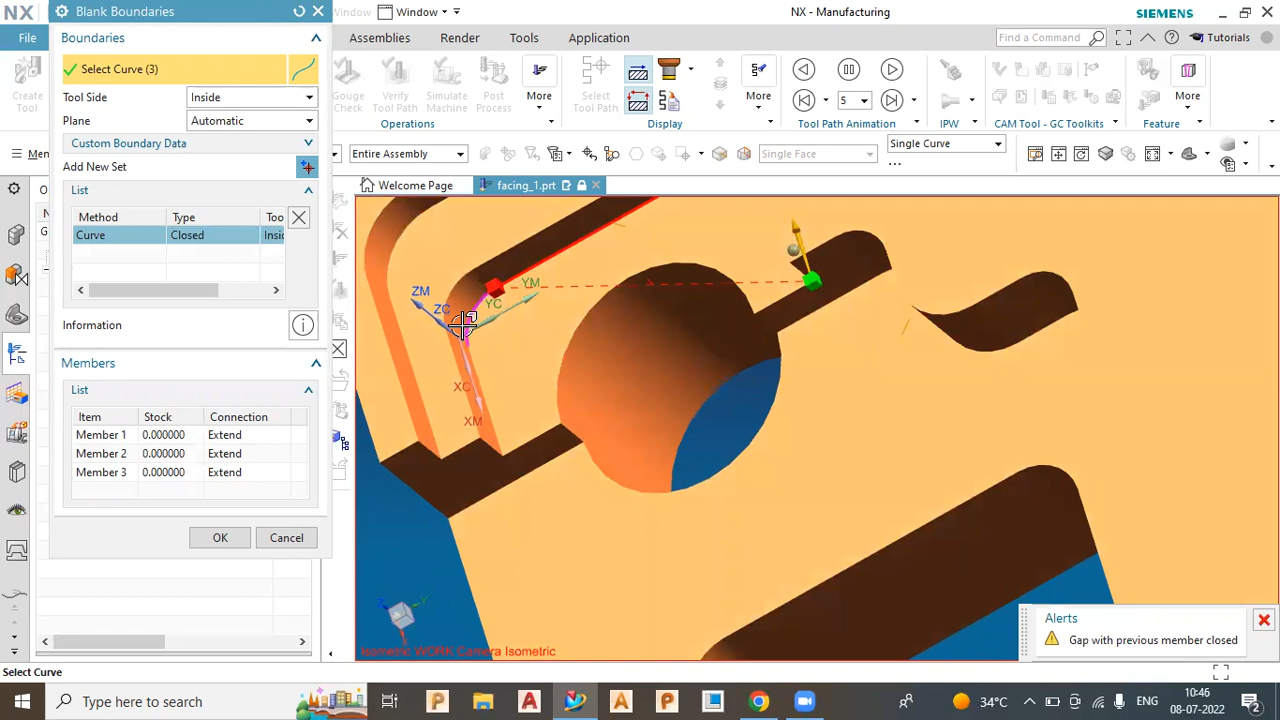 NX
Blank Boundaries
Window
Window
NX - Manufacturing
SIEMENS
File
Boundaries
Assemblies
Render
Tools
Application
Find a Command
Tutorials
Select Curve (3)
Tool Side
Inside
Plane
Automatic
Custom Boundary Data
Add New Set
List
Method
Type
Too
Curve
Closed
Insid
Information
Members
List
Item
Stock
Connection
Member 1
0.000000
Extend
Member 2
0.000000
Extend
Member 3
0.000000
Extend
OK
Cancel
Create
Tool
Gouge
Check
Verify
Tool Path
Simulate
Machine
Post
Process
More
Operations
Select
Tool Path
More
Display
5
Tool Path Animation
IPW
CAM Tool - GC Toolkits
More
Feature
Men
Entire Assembly
Single Face
Single Curve
Welcome Page
facing_1.prt
ZM
ZC
YM
YC
XC
XM
Z
Y
Isometric WORK Camera Isometric
Alerts
Gap with previous member closed
Select Curve
Type here to search
34°C
ENG
10:46
08-07-2022
2